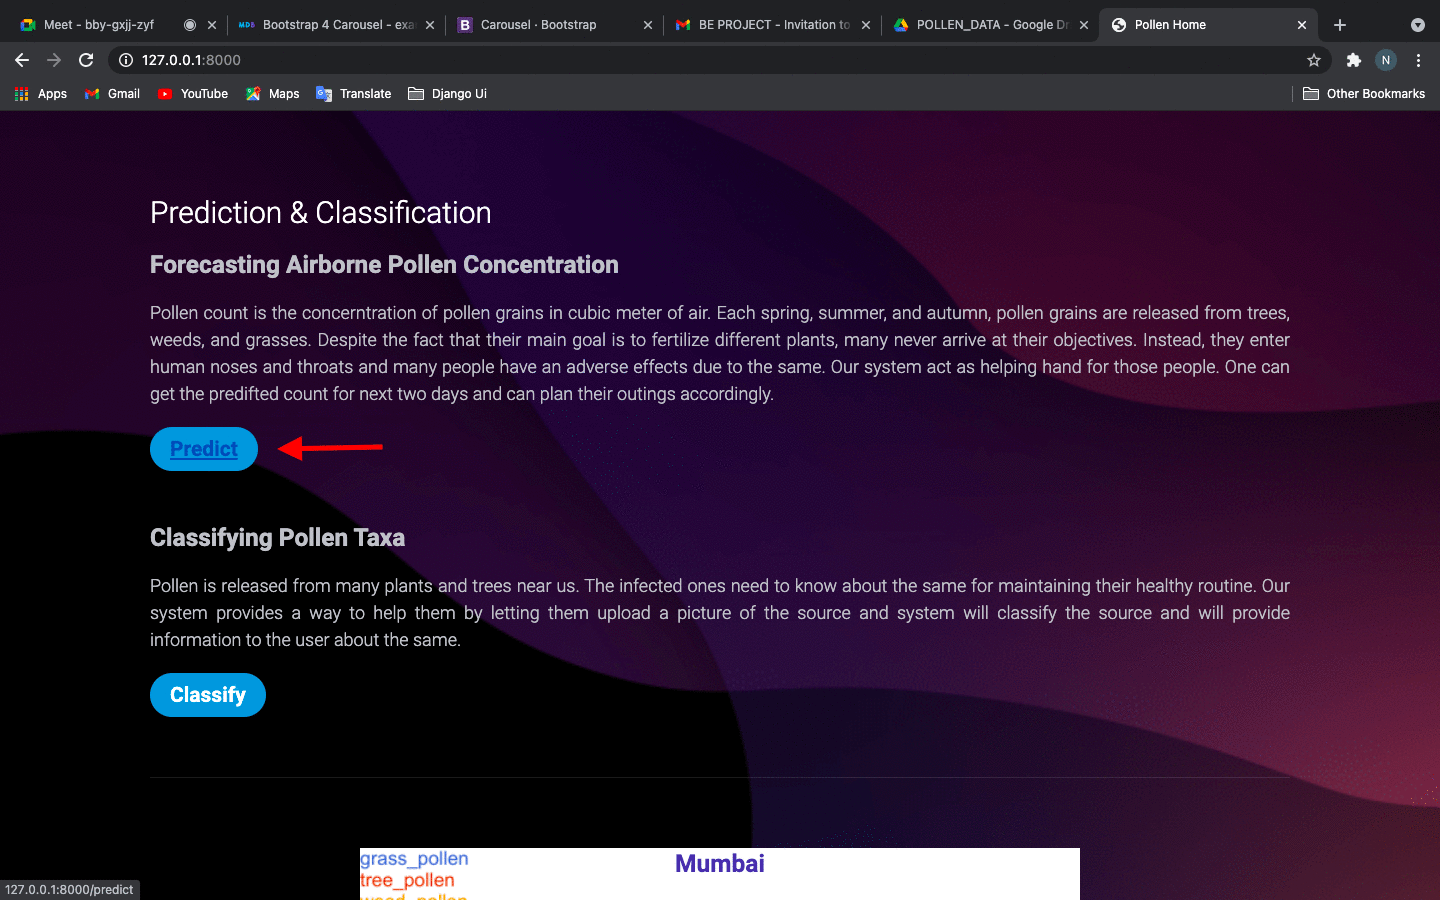 Meet - bby-gxjj-zyf
MDB Bootstrap 4 Carousel - exa
B Carousel · Bootstrap
BE PROJECT - Invitation to
POLLEN_DATA - Google Dr
Pollen Home
127.0.0.1:8000
N
Apps
Gmail
YouTube
Maps
Translate
Django Ui
Other Bookmarks
Prediction & Classification
Forecasting Airborne Pollen Concentration
Pollen count is the concerntration of pollen grains in cubic meter of air. Each spring, summer, and autumn, pollen grains are released from trees,
weeds, and grasses. Despite the fact that their main goal is to fertilize different plants, many never arrive at their objectives. Instead, they enter
human noses and throats and many people have an adverse effects due to the same. Our system act as helping hand for those people. One can
get the predifted count for next two days and can plan their outings accordingly.
Predict
Classifying Pollen Taxa
Pollen is released from many plants and trees near us. The infected ones need to know about the same for maintaining their healthy routine. Our
system provides a way to help them by letting them upload a picture of the source and system will classify the source and will provide
information to the user about the same.
Classify
grass_pollen
Mumbai
tree_pollen
weed_pollen
127.0.0.1:8000/predict